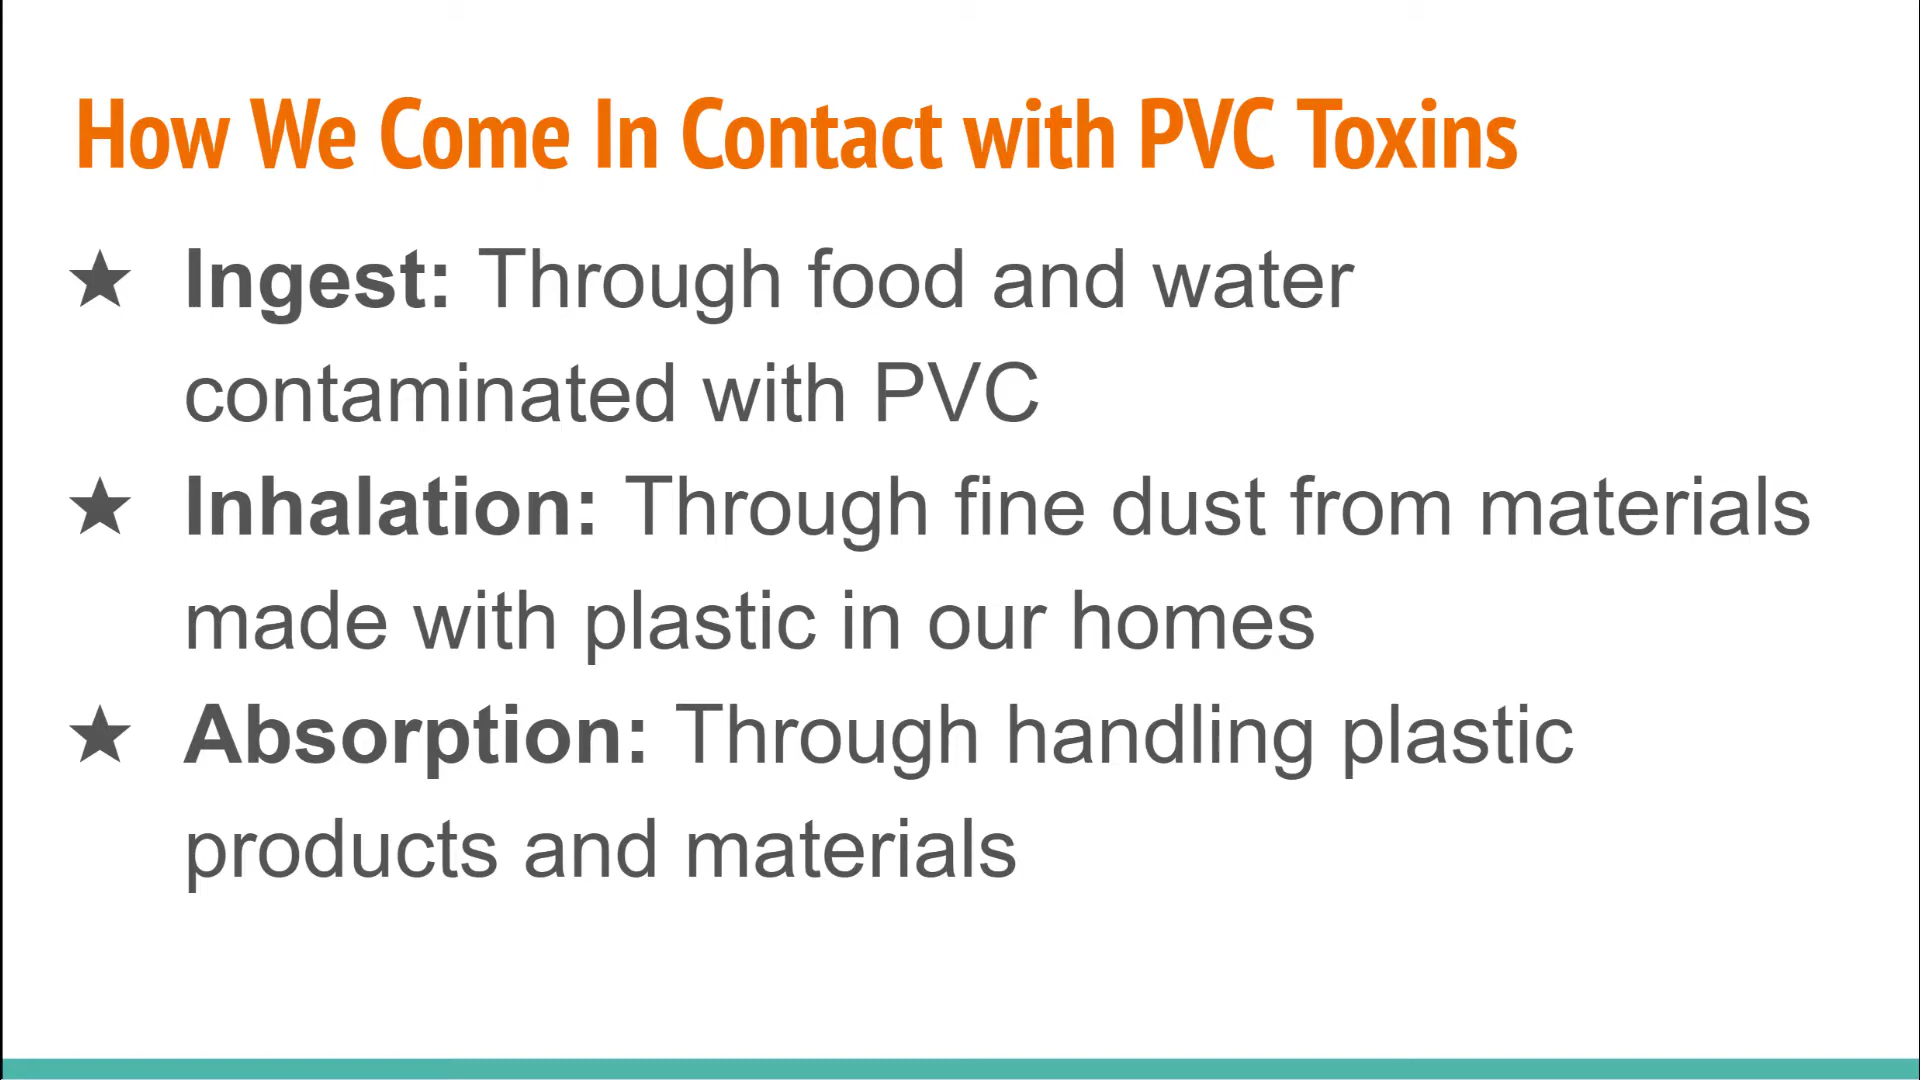 How We Come In Contact with PVC Toxins
★ Ingest: Through food and water
contaminated with PVC
★ Inhalation: Through fine dust from materials
made with plastic in our homes
★ Absorption: Through handling plastic
products and materials